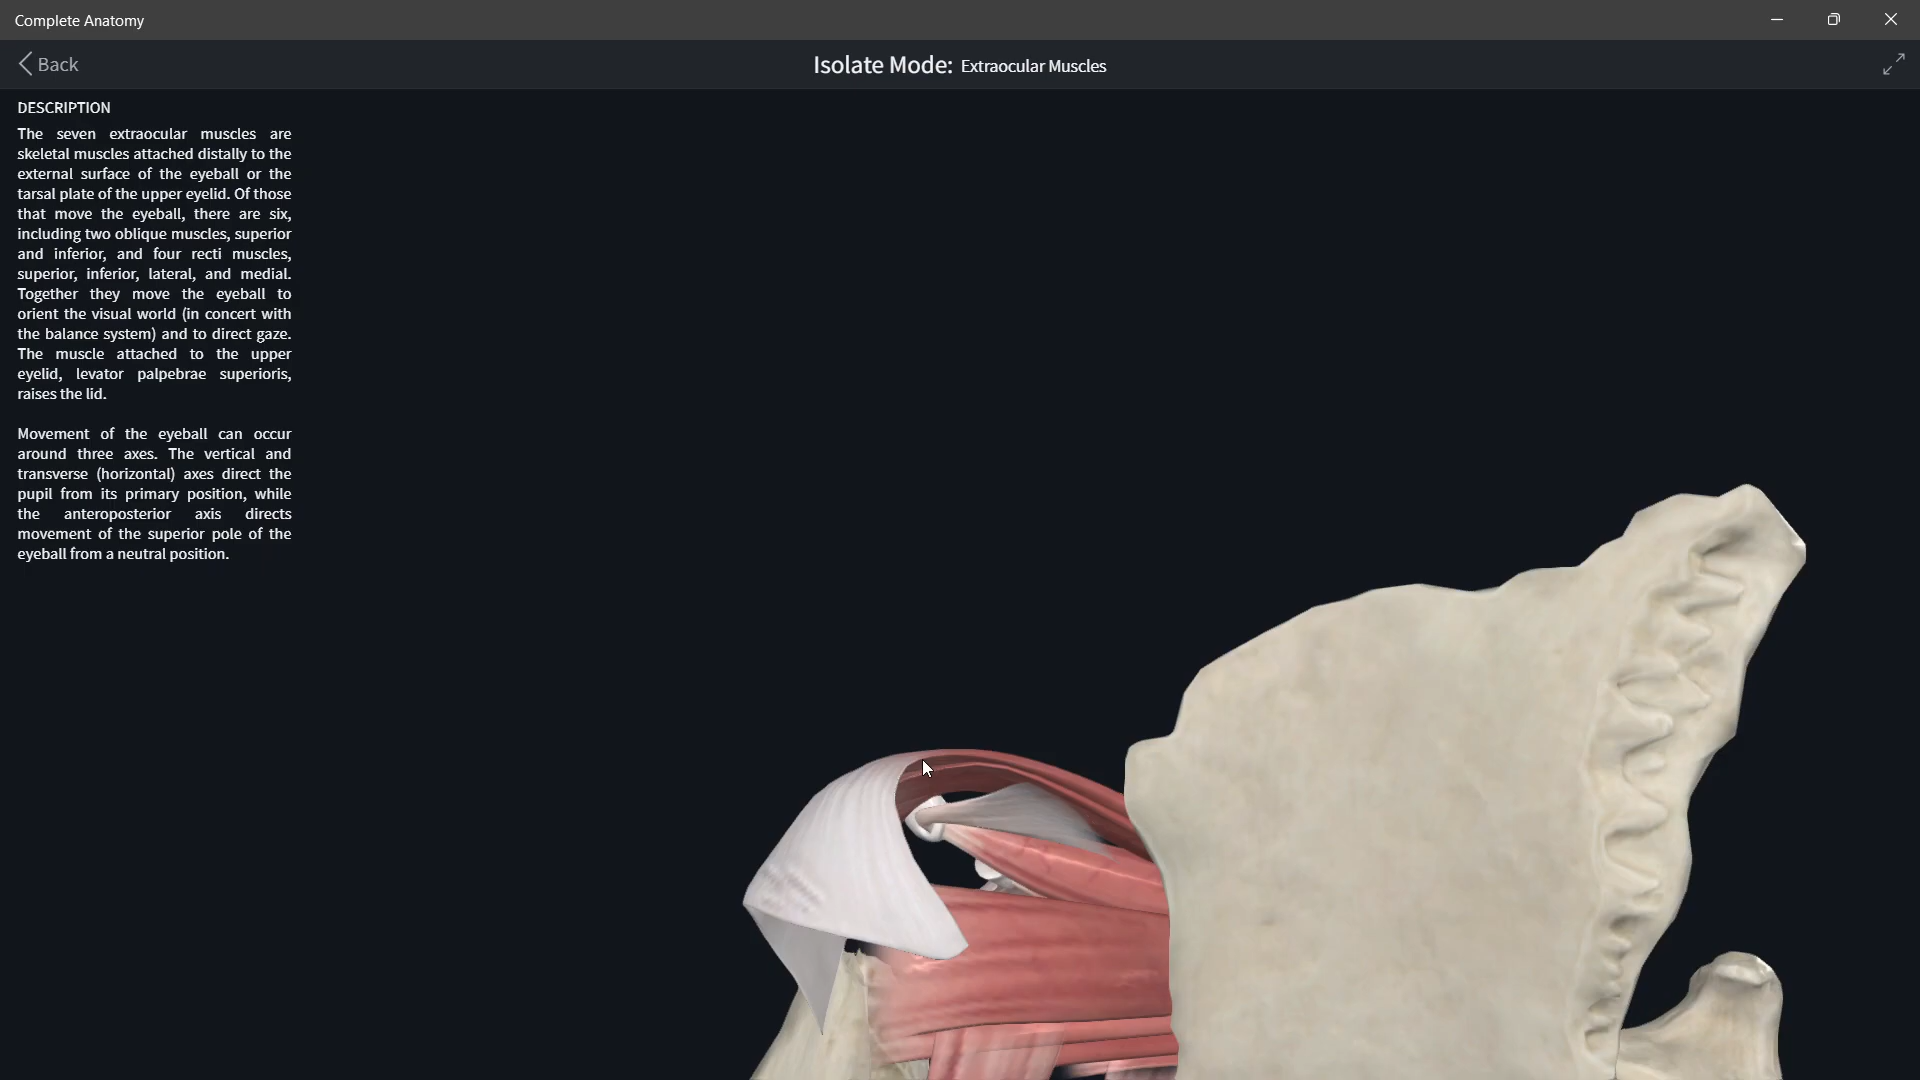 Complete Anatomy
Back
Isolate Mode: Extraocular Muscles
DESCRIPTION
The seven extraocular muscles are
skeletal muscles attached distally to the
external surface of the eyeball or the
tarsal plate of the upper eyelid. Of those
that move the eyeball, there are six,
including two oblique muscles, superior
and inferior, and four recti muscles,
superior, inferior, lateral, and medial.
Together they move the eyeball to
orient the visual world (in concert with
the balance system) and to direct gaze.
The muscle attached to the upper
eyelid, levator palpebrae superioris,
raises the lid.
Movement of the eyeball can occur
around three axes. The vertical and
transverse (horizontal) axes direct the
pupil from its primary position, while
the anteroposterior axis directs
movement of the superior pole of the
eyeball from a neutral position.